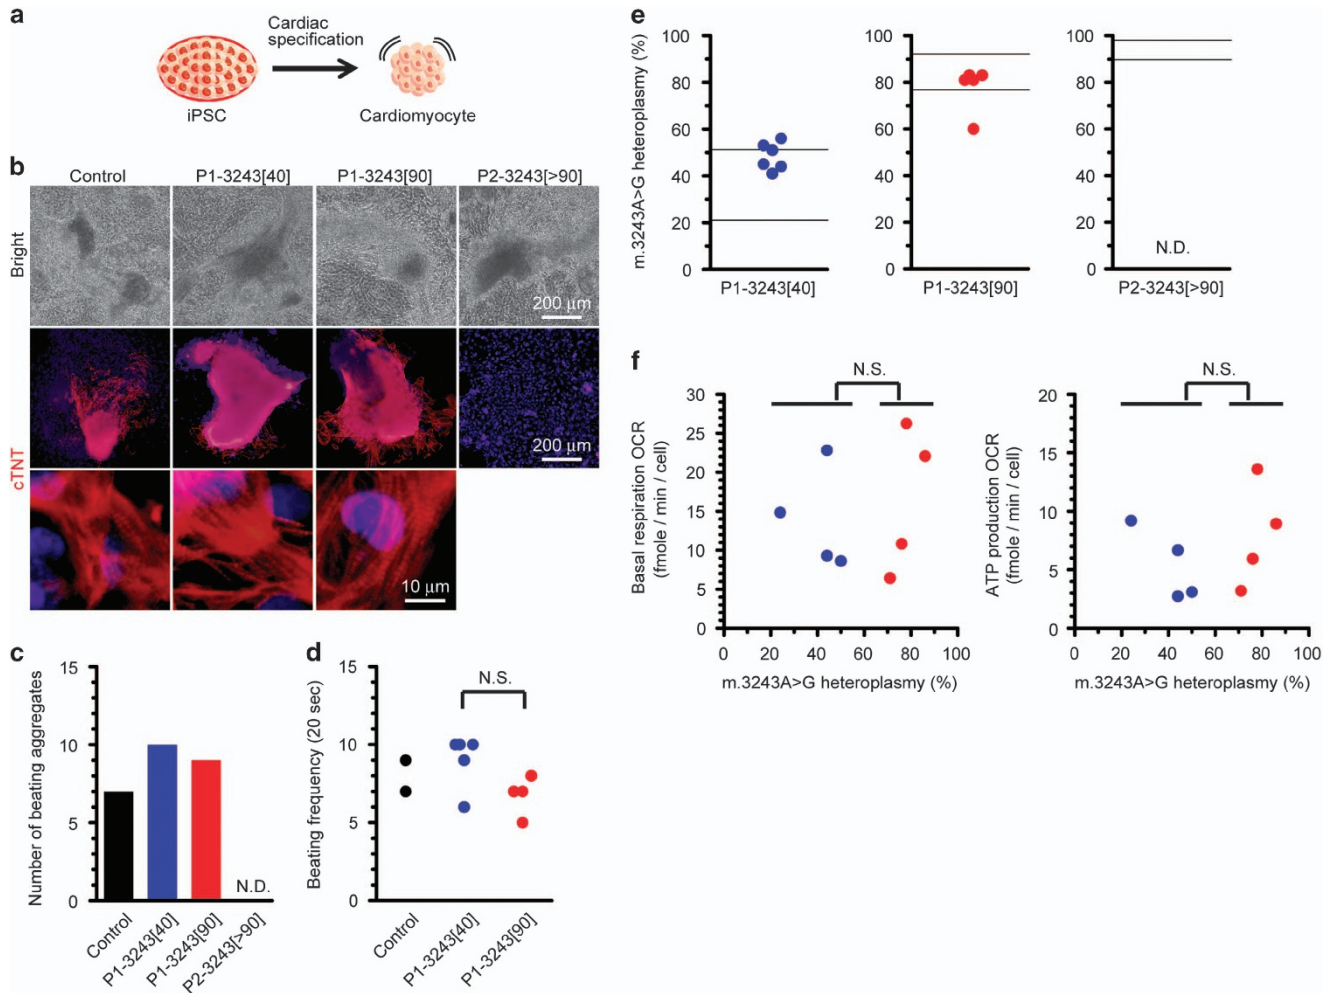 a
Cardiac
specification
iPSC
Cardiomyocyte
b
Control
P1-3243[40]
P1-3243[90]
P2-3243[>90]
Bright
200 μm
cTNT
200 μm
10 μm
c
Number of beating aggregates
15
10
5
0
N.D.
Control
P1-3243[40]
P1-3243[90]
P2-3243[>90]
d
Beating frequency (20 sec)
15
10
5
0
N.S.
Control
P1-3243[40]
P1-3243[90]
e
m.3243A>G heteroplasmy (%)
100
80
60
40
20
0
P1-3243[40]
100
80
60
40
20
0
P1-3243[90]
100
80
60
40
20
0
N.D.
P2-3243[>90]
f
N.S.
Basal respiration OCR
(fmole / min / cell)
30
25
20
15
10
5
0
0 20 40 60 80 100
m.3243A>G heteroplasmy (%)
N.S.
ATP production OCR
(fmole / min / cell)
20
15
10
5
0
0 20 40 60 80 100
m.3243A>G heteroplasmy (%)